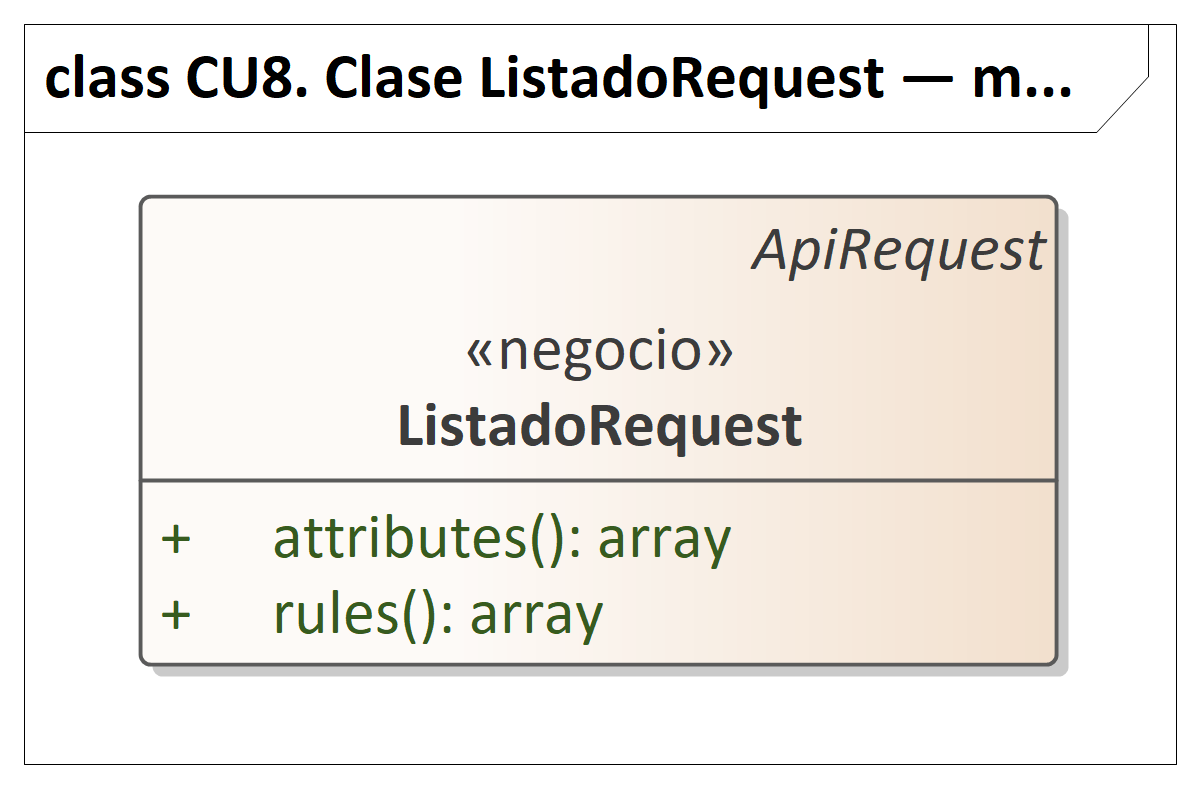 class CU8. Clase ListadoRequest — m...
ApiRequest
«negocio»
ListadoRequest
+ attributes(): array
+ rules(): array